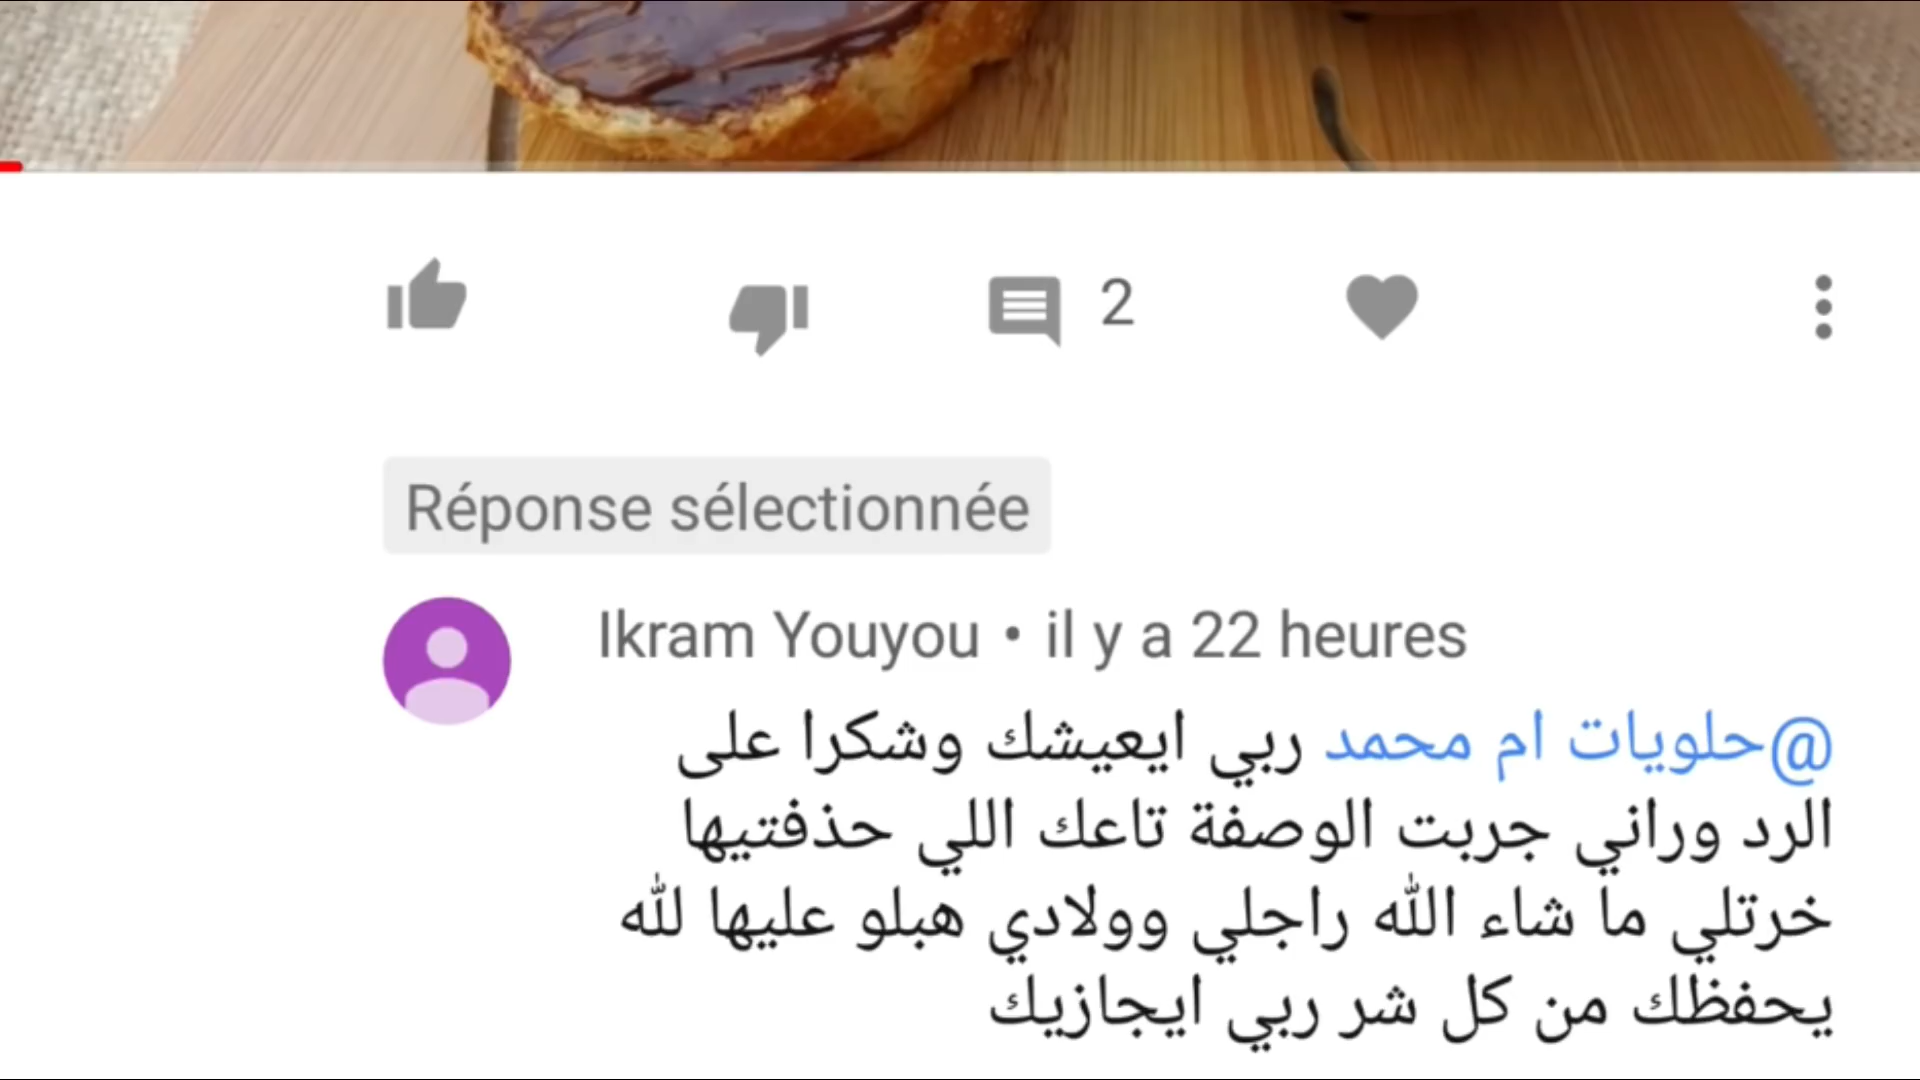 2
Réponse sélectionnée
Ikram Youyou • il y a 22 heures
@حلويات ام محمد ربي ايعيشك وشكرا على
الرد وراني جربت الوصفة تاعك اللي حذفتيها
خرتلي ما شاء الله راجلي وولادي هبلو عليها لله
يحفظك من كل شر ربي ايجازيك